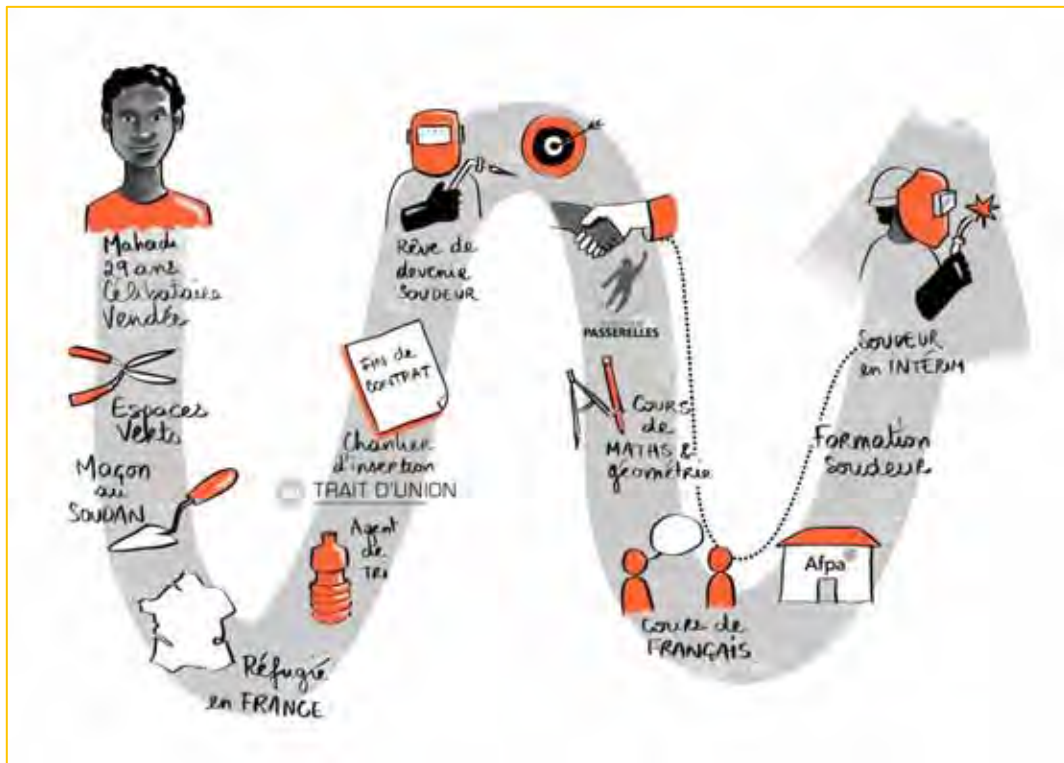 Mahadi
29 ans
Célibataire
Vendée
Espaces
Verts
Maçon
au
SOUDAN
Réfugié
en FRANCE
Agent
de
TRI
TRAIT D'UNION
Chantier
d'insertion
Fin de
CONTRAT
Rêve de
devenir
SOUDEUR
PASSERELLES
COURS
de
MATHS &
géométrie
Cours de
FRANÇAIS
Afpa
Formation
Soudeur
SOUDEUR
en INTÉRIM